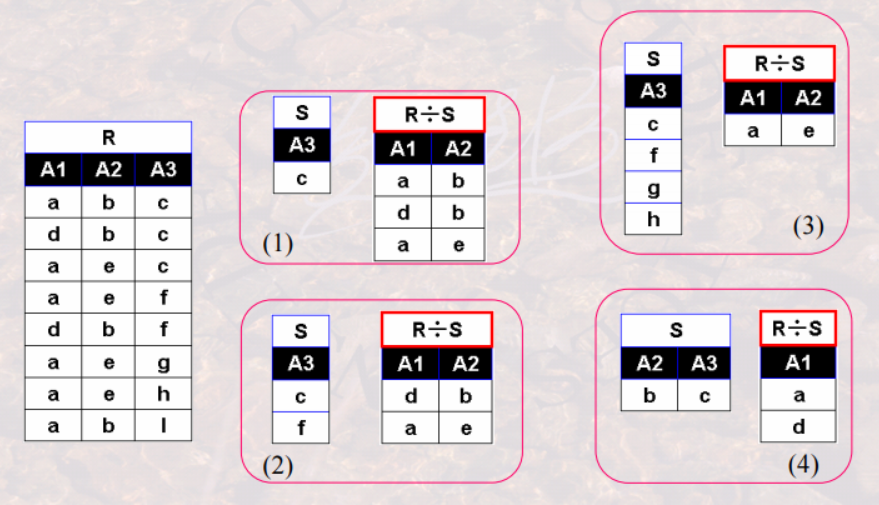 R
A1 A2 A3
a b c
d b c
a e c
a e f
d b f
a e g
a e h
a b l
S
A3
c
R÷S
A1 A2
a b
d b
a e
(1)
S
A3
c
f
R÷S
A1 A2
d b
a e
(2)
S
A3
c
f
g
h
R÷S
A1 A2
a e
(3)
S
A2 A3
b c
R÷S
A1
a
d
(4)